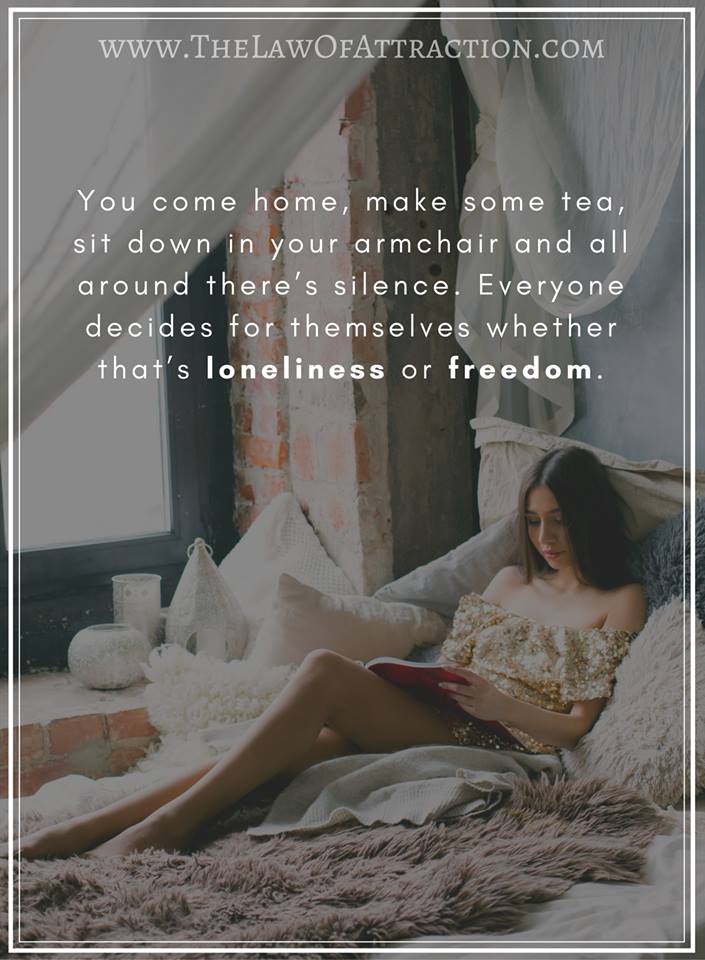 www.TheLawOfAttraction.com
You come home, make some tea,
sit down in your armchair and all
around there's silence. Everyone
decides for themselves whether
that's loneliness or freedom.